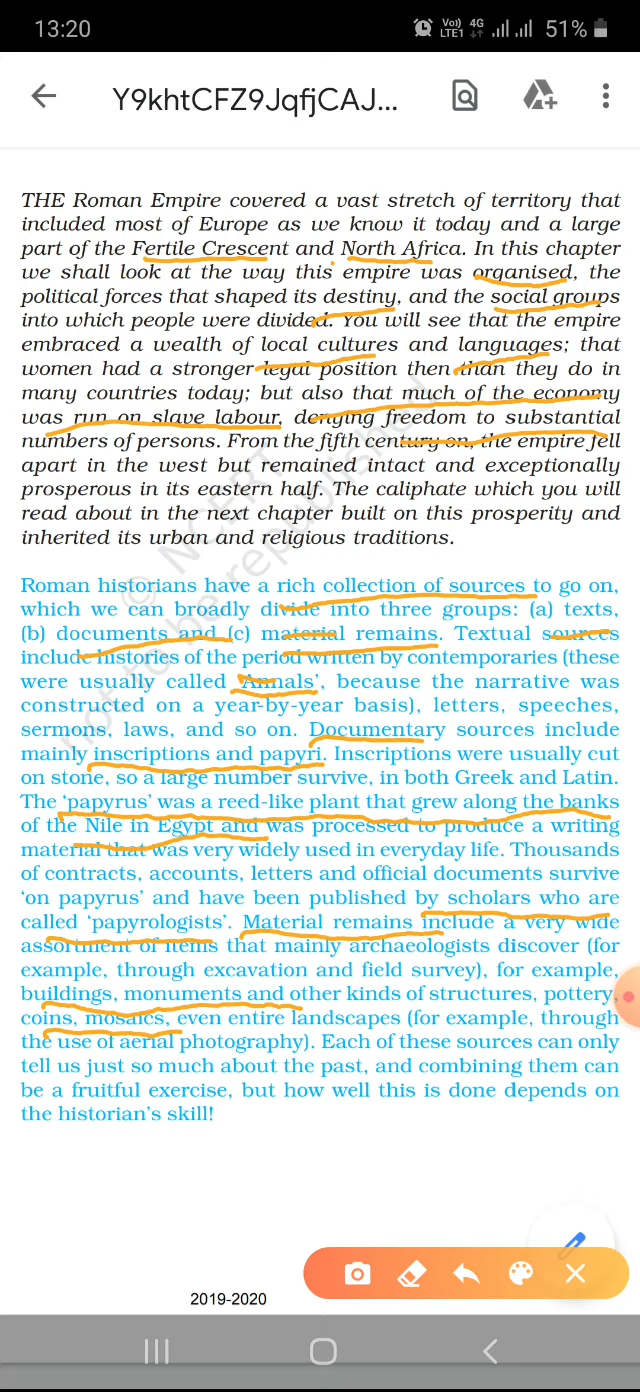 13:20
Vo)) 4G
LTE1 51%
Y9khtCFZ9JqfjCAJ...
THE Roman Empire covered a vast stretch of territory that
included most of Europe as we know it today and a large
part of the Fertile Crescent and North Africa. In this chapter
we shall look at the way this empire was organised, the
political forces that shaped its destiny, and the social groups
into which people were divided. You will see that the empire
embraced a wealth of local cultures and languages; that
women had a stronger legal position then than they do in
many countries today; but also that much of the economy
was run on slave labour, denying freedom to substantial
numbers of persons. From the fifth century on, the empire fell
apart in the west but remained intact and exceptionally
prosperous in its eastern half. The caliphate which you will
read about in the next chapter built on this prosperity and
inherited its urban and religious traditions.
Roman historians have a rich collection of sources to go on,
which we can broadly divide into three groups: (a) texts,
(b) documents and (c) material remains. Textual sources
include histories of the period written by contemporaries (these
were usually called ‘Annals’, because the narrative was
constructed on a year-by-year basis), letters, speeches,
sermons, laws, and so on. Documentary sources include
mainly inscriptions and papyri. Inscriptions were usually cut
on stone, so a large number survive, in both Greek and Latin.
The ‘papyrus’ was a reed-like plant that grew along the banks
of the Nile in Egypt and was processed to produce a writing
material that was very widely used in everyday life. Thousands
of contracts, accounts, letters and official documents survive
‘on papyrus’ and have been published by scholars who are
called ‘papyrologists’. Material remains include a very wide
assortment of items that mainly archaeologists discover (for
example, through excavation and field survey), for example,
buildings, monuments and other kinds of structures, pottery,
coins, mosaics, even entire landscapes (for example, through
the use of aerial photography). Each of these sources can only
tell us just so much about the past, and combining them can
be a fruitful exercise, but how well this is done depends on
the historian’s skill!
© NCERT
not to be republished
2019-2020